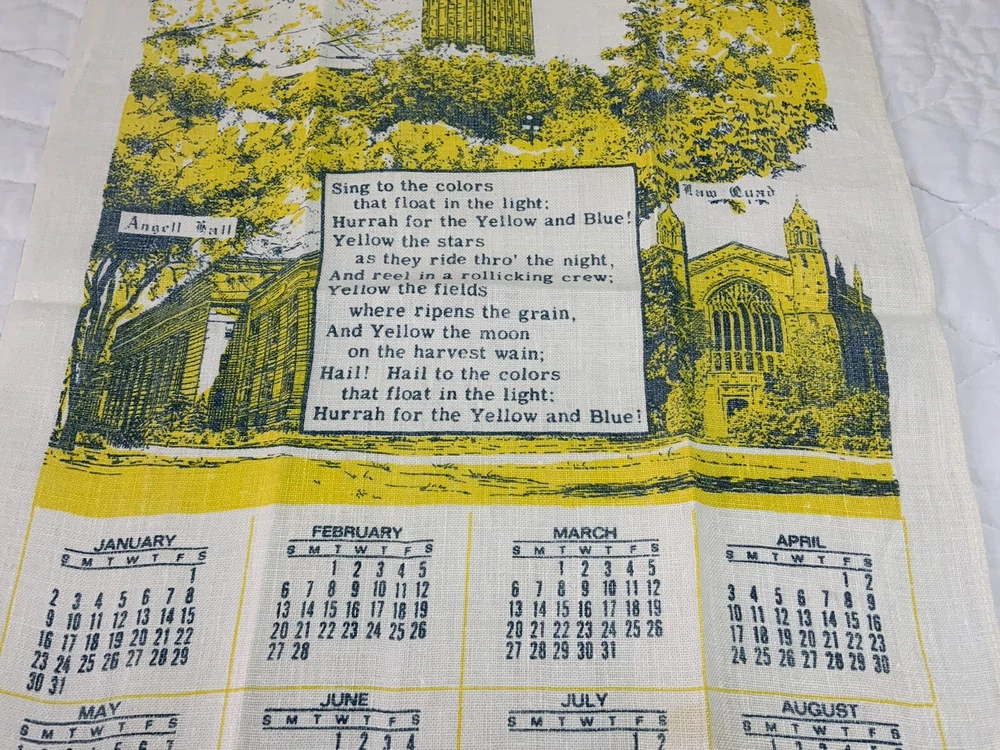 Law Quad
Sing to the colors
that float in the light;
Hurrah for the Yellow and Blue!
Angell Hall
Yellow the stars
as they ride thro' the night,
And reel in a rollicking crew;
Yellow the fields
where ripens the grain,
And Yellow the moon
on the harvest wain;
Hail! Hail to the colors
that float in the light;
Hurrah for the Yellow and Blue!
JANUARY
S M T W T F S
1
2 3 4 5 6 7 8
9 10 11 12 13 14 15
16 17 18 19 20 21 22
23 24 25 26 27 28 29
30 31
FEBRUARY
S M T W T F S
1 2 3 4 5
6 7 8 9 10 11 12
13 14 15 16 17 18 19
20 21 22 23 24 25 26
27 28
MARCH
S M T W T F S
1 2 3 4 5
6 7 8 9 10 11 12
13 14 15 16 17 18 19
20 21 22 23 24 25 26
27 28 29 30 31
APRIL
S M T W T F S
1 2
3 4 5 6 7 8 9
10 11 12 13 14 15 16
17 18 19 20 21 22 23
24 25 26 27 28 29 30
MAY
S M T W T F S
1 2 3 4 5 6 7
JUNE
S M T W T F S
1 2 3 4
JULY
S M T W T F S
1 2
AUGUST
S M T W T F S